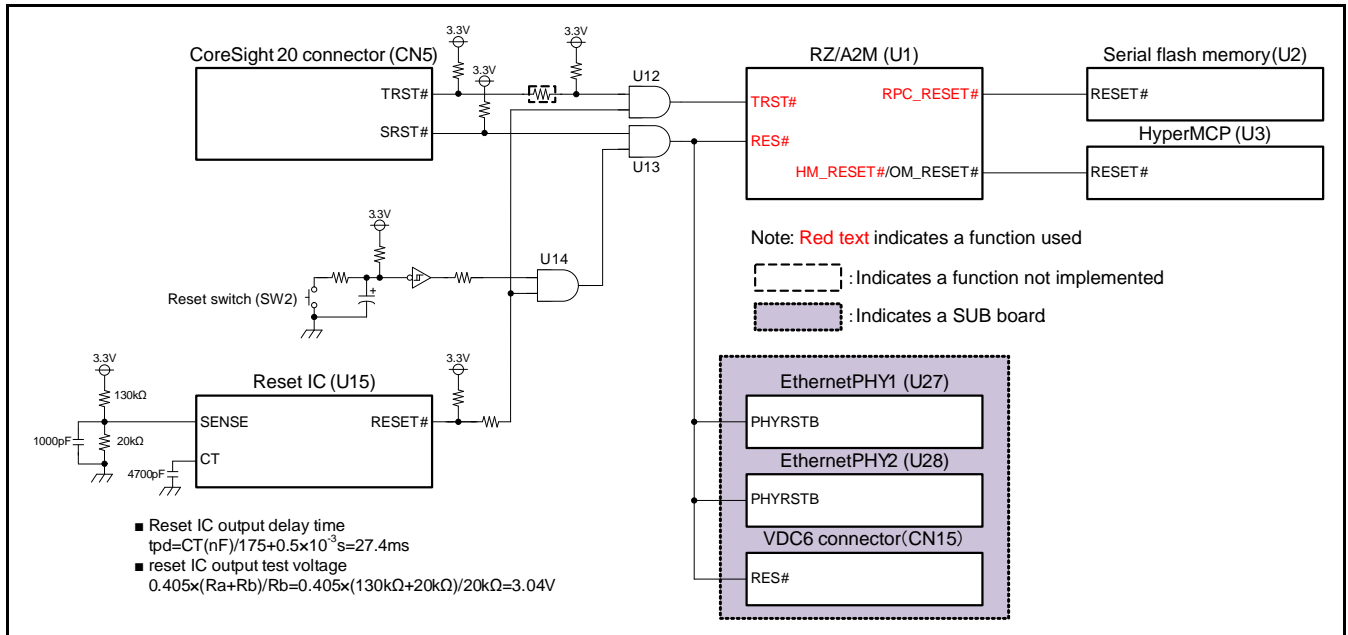 CoreSight 20 connector (CN5)
TRST#
SRST#
3.3V
3.3V
3.3V
U12
U13
RZ/A2M (U1)
TRST#
RES#
RPC_RESET#
HM_RESET#/OM_RESET#
Serial flash memory(U2)
RESET#
HyperMCP (U3)
RESET#
Note: Red text indicates a function used
:Indicates a function not implemented
:Indicates a SUB board
3.3V
Reset switch (SW2)
U14
3.3V
130kΩ
1000pF
20kΩ
4700pF
Reset IC (U15)
SENSE
CT
RESET#
3.3V
EthernetPHY1 (U27)
PHYRSTB
EthernetPHY2 (U28)
PHYRSTB
VDC6 connector(CN15)
RES#
■ Reset IC output delay time
tpd=CT(nF)/175+0.5×10-3s=27.4ms
■ reset IC output test voltage
0.405×(Ra+Rb)/Rb=0.405×(130kΩ+20kΩ)/20kΩ=3.04V